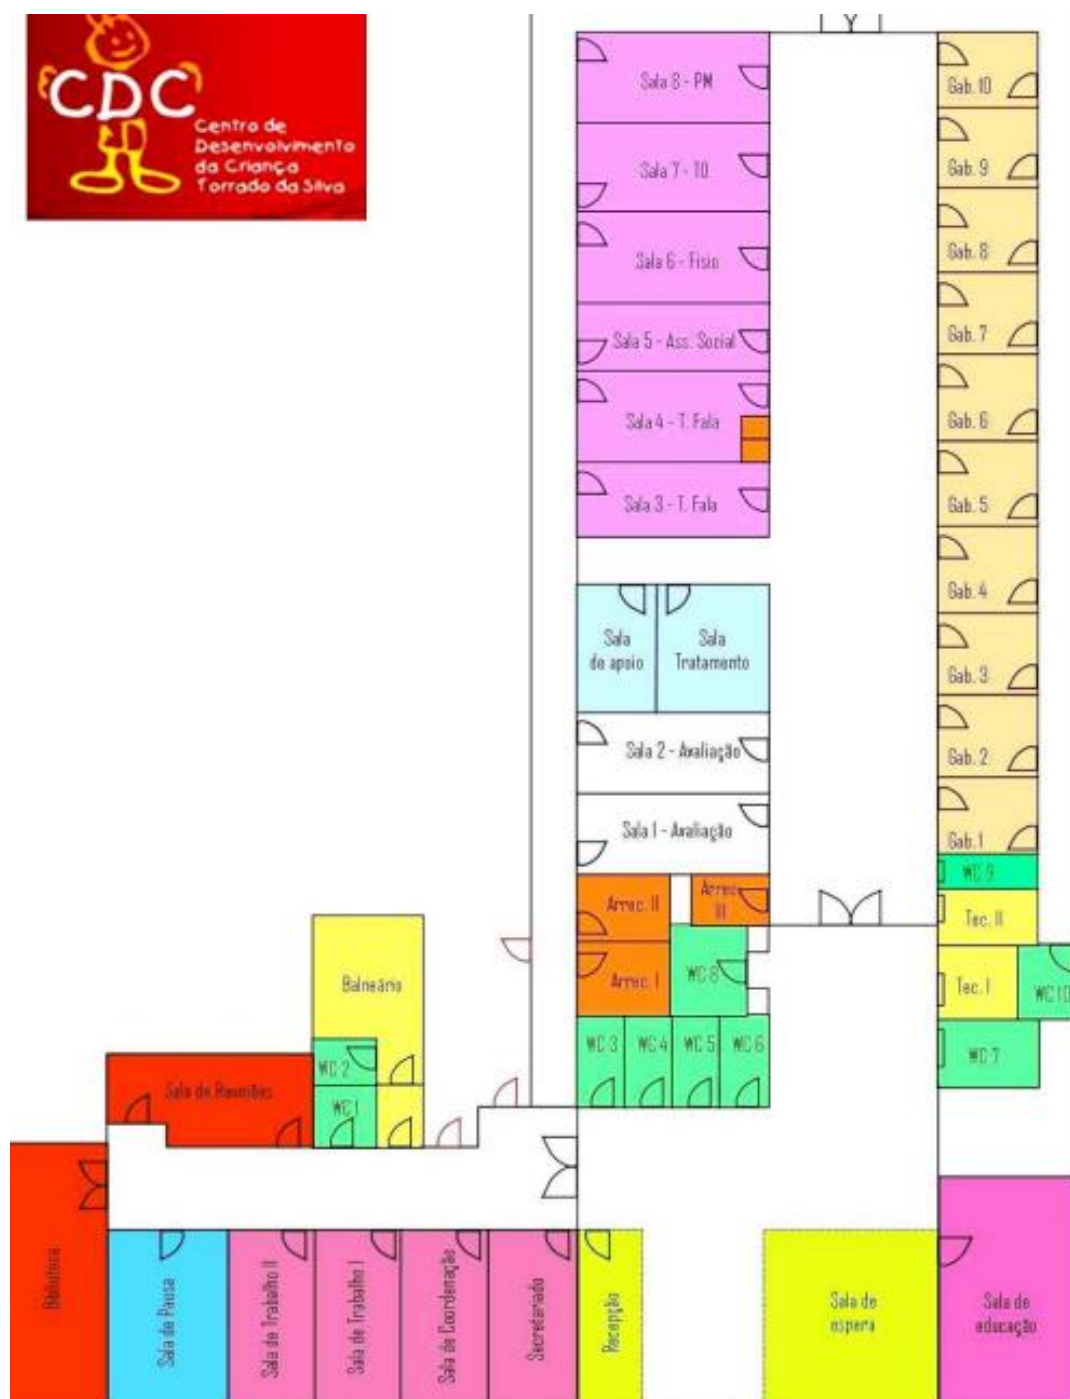 CDC
Centro de
Desenvolvimento
da Criança
Torrado da Silva
Sala 8 - PM
Sala 7 - TO
Sala 6 - Fisio
Sala 5 - Ass. Social
Sala 4 - T. Fala
Sala 3 - T. Fala
Sala
de apoio
Sala
Tratamento
Sala 2 - Avaliação
Sala 1 - Avaliação
Arrec. II
Arrec.
III
Arrec. I
WC 8
WC 3
WC 4
WC 5
WC 6
Gab. 10
Gab. 9
Gab. 8
Gab. 7
Gab. 6
Gab. 5
Gab. 4
Gab. 3
Gab. 2
Gab. 1
WC 9
Tec. II
Tec. I
WC 10
WC 7
Balneário
WC 2
WC 1
Sala de Reuniões
Biblioteca
Sala de Pausa
Sala de Trabalho II
Sala de Trabalho I
Sala de Coordenação
Secretariado
Recepção
Sala de
espera
Sala de
educação